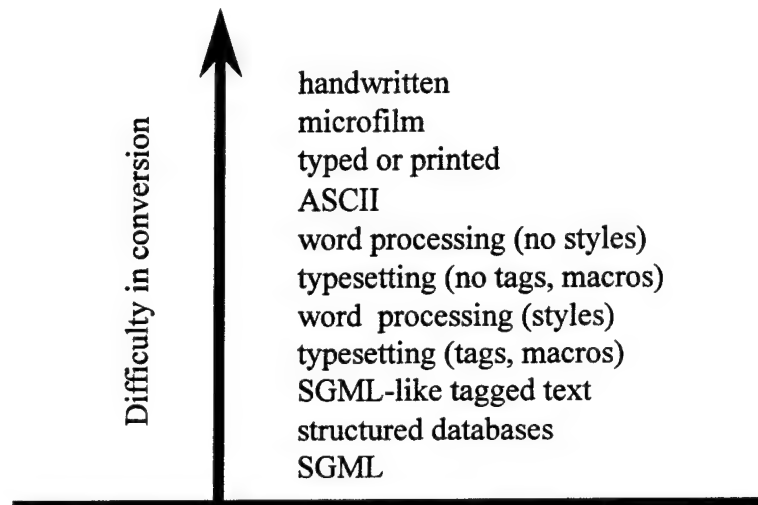 Difficulty in conversion
handwritten
microfilm
typed or printed
ASCII
word processing (no styles)
typesetting (no tags, macros)
word processing (styles)
typesetting (tags, macros)
SGML-like tagged text
structured databases
SGML